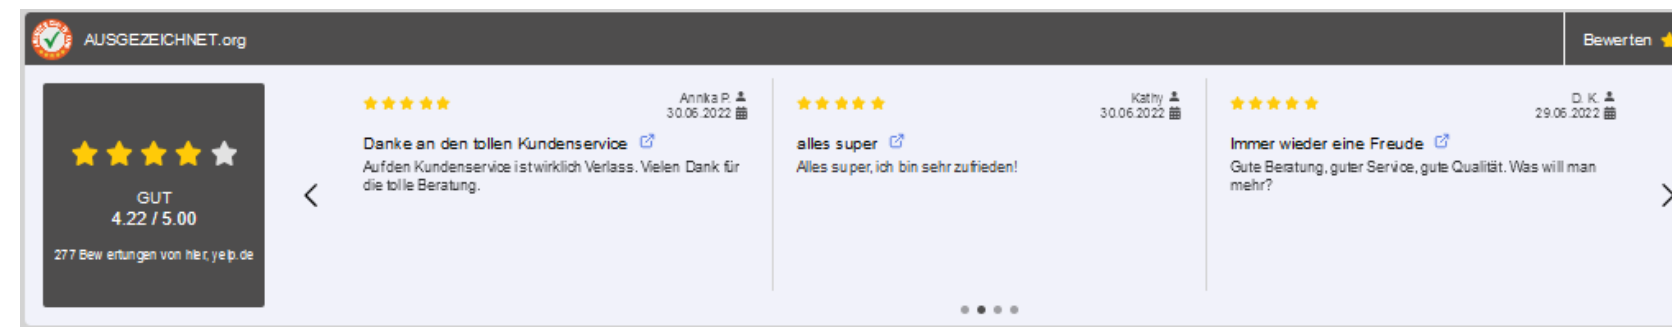 AUSGEZEICHNET.org
Bewerten
GUT
4.22 / 5.00
277 Bewertungen von hier, yelp.de
Annika P.
30.06.2022
Danke an den tollen Kundenservice
Auf den Kundenservice ist wirklich Verlass. Vielen Dank für
die tolle Beratung.
Kathy
30.06.2022
alles super
Alles super, ich bin sehr zufrieden!
D. K.
29.06.2022
Immer wieder eine Freude
Gute Beratung, guter Service, gute Qualität. Was will man
mehr?